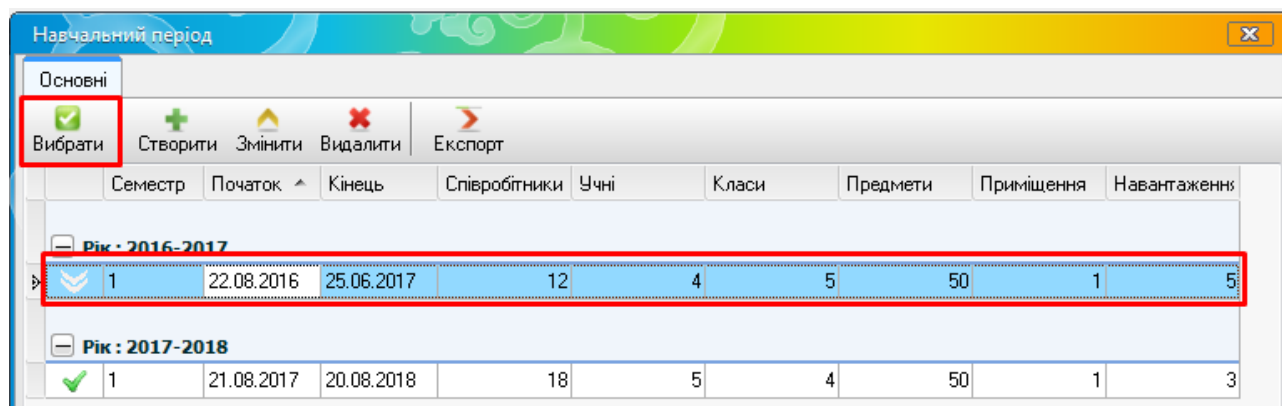 Навчальний період
Основні
Вибрати Створити Змінити Видалити Експорт
Семестр Початок Кінець Співробітники Учні Класи Предмети Приміщення Навантаження
Рік : 2016-2017
1 22.08.2016 25.06.2017 12 4 5 50 1 5
Рік : 2017-2018
1 21.08.2017 20.08.2018 18 5 4 50 1 3